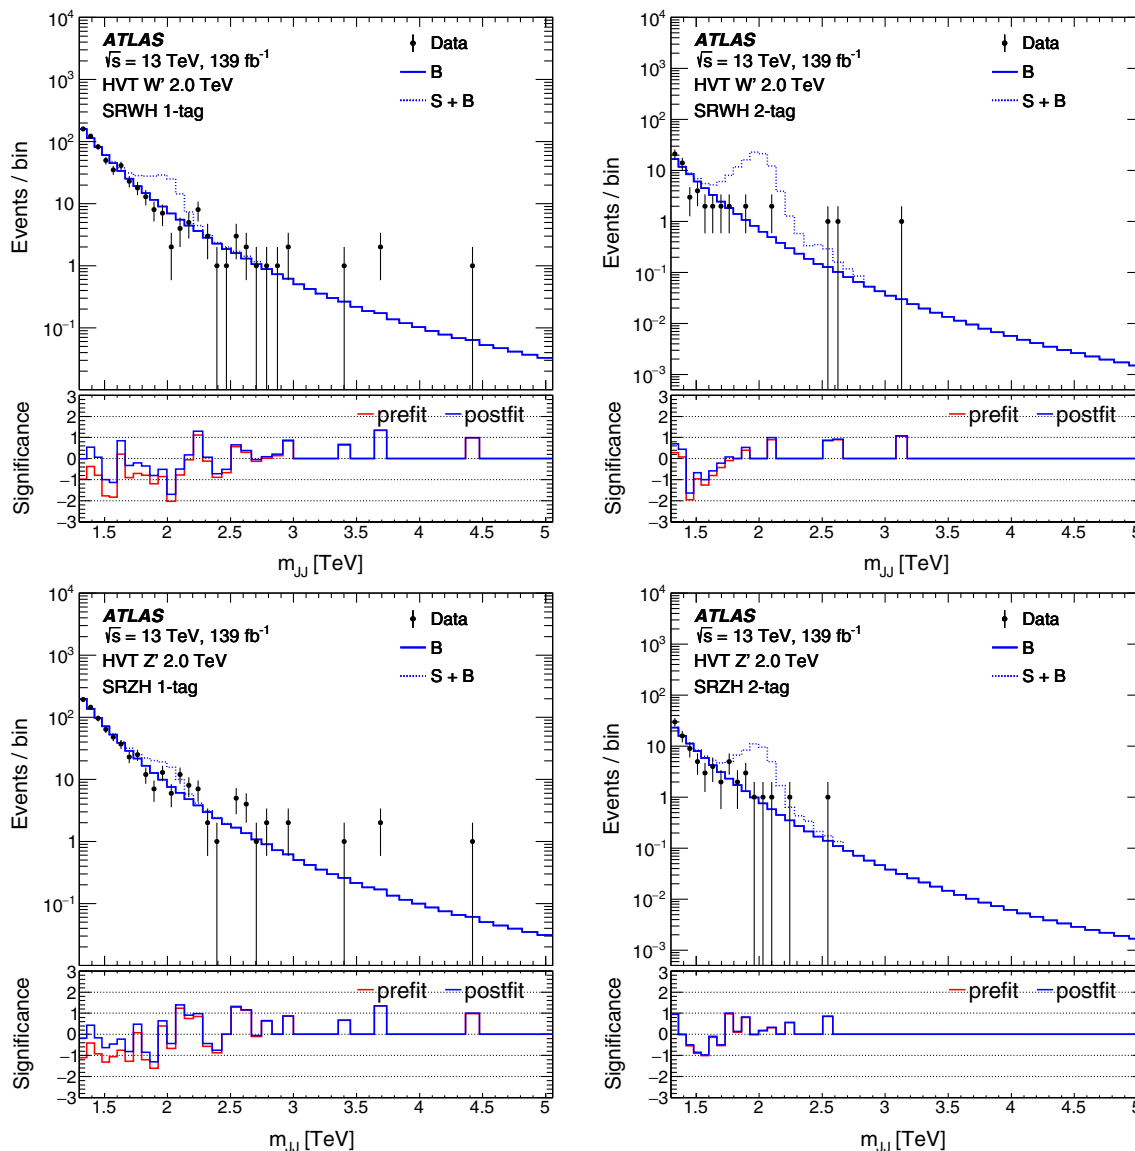 10⁴
10³
10²
10
1
10⁻¹
Events / bin
ATLAS
√s = 13 TeV, 139 fb⁻¹
HVT W' 2.0 TeV
SRWH 1-tag
Data
B
S + B
3
2
1
0
−1
−2
−3
Significance
prefit
postfit
1.5 2 2.5 3 3.5 4 4.5 5
m_JJ [TeV]
10⁴
10³
10²
10
1
10⁻¹
10⁻²
10⁻³
Events / bin
ATLAS
√s = 13 TeV, 139 fb⁻¹
HVT W' 2.0 TeV
SRWH 2-tag
Data
B
S + B
3
2
1
0
−1
−2
−3
Significance
prefit
postfit
1.5 2 2.5 3 3.5 4 4.5 5
m_JJ [TeV]
10⁴
10³
10²
10
1
10⁻¹
Events / bin
ATLAS
√s = 13 TeV, 139 fb⁻¹
HVT Z' 2.0 TeV
SRZH 1-tag
Data
B
S + B
3
2
1
0
−1
−2
−3
Significance
prefit
postfit
1.5 2 2.5 3 3.5 4 4.5 5
m_JJ [TeV]
10⁴
10³
10²
10
1
10⁻¹
10⁻²
10⁻³
Events / bin
ATLAS
√s = 13 TeV, 139 fb⁻¹
HVT Z' 2.0 TeV
SRZH 2-tag
Data
B
S + B
3
2
1
0
−1
−2
−3
Significance
prefit
postfit
1.5 2 2.5 3 3.5 4 4.5 5
m_JJ [TeV]